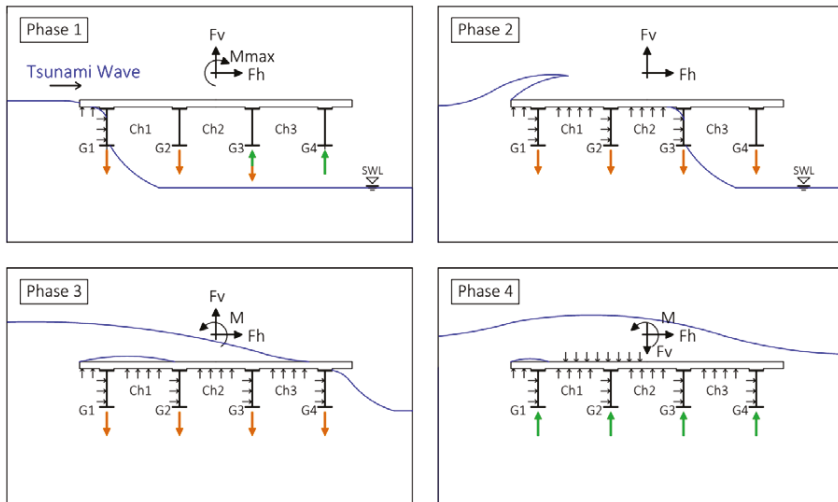 Phase 1
Fv
Mmax
Fh
Tsunami Wave
Ch1
Ch2
Ch3
G1
G2
G3
G4
SWL
Phase 2
Fv
Fh
Ch1
Ch2
Ch3
G1
G2
G3
G4
SWL
Phase 3
Fv
M
Fh
Ch1
Ch2
Ch3
G1
G2
G3
G4
Phase 4
M
Fh
Fv
Ch1
Ch2
Ch3
G1
G2
G3
G4